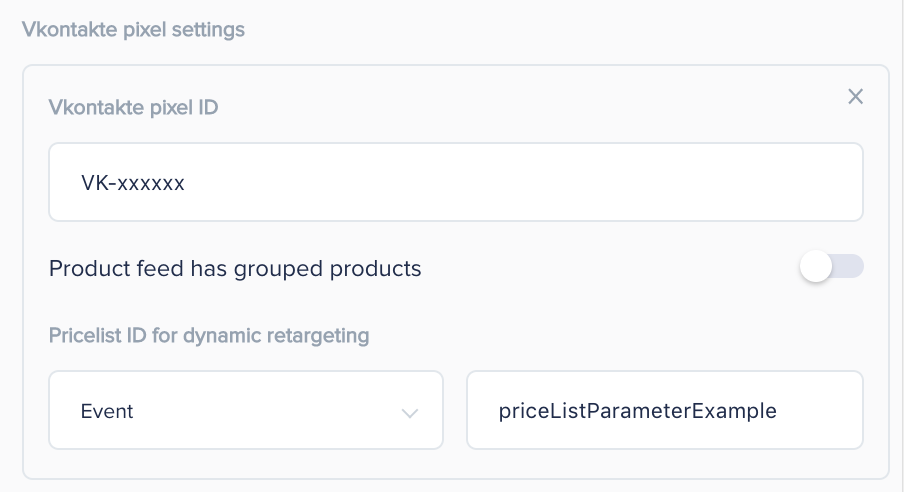 Vkontakte pixel settings
Vkontakte pixel ID
VK-xxxxxx
Product feed has grouped products
Pricelist ID for dynamic retargeting
Event
priceListParameterExample